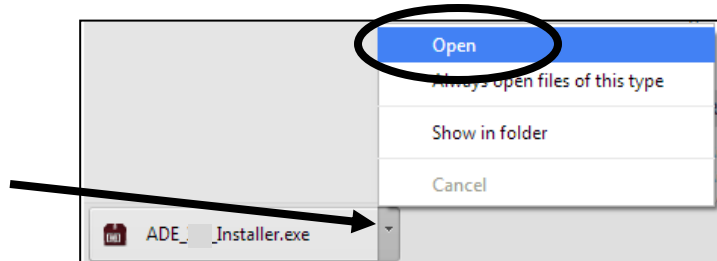 Open
Always open files of this type
Show in folder
Cancel
ADE_ _Installer.exe